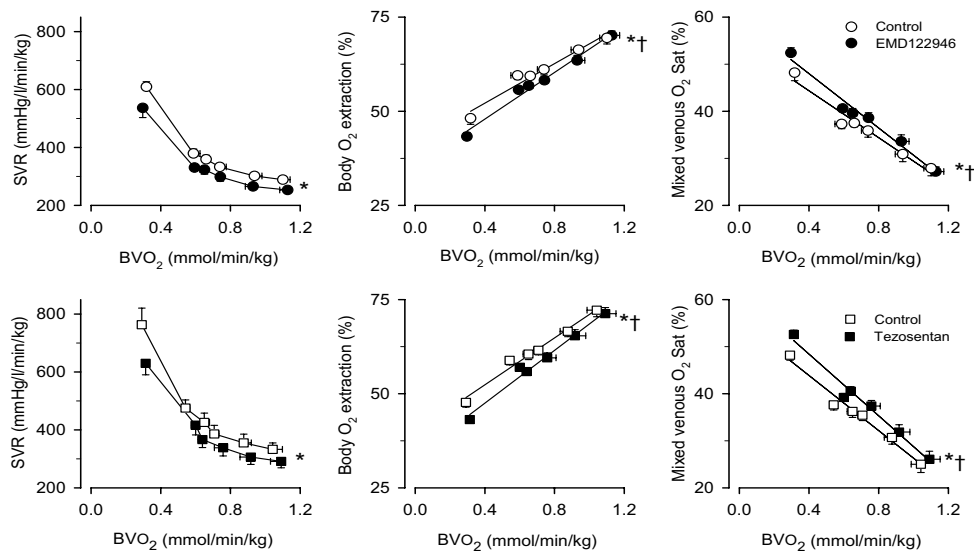 SVR (mmHg/l/min/kg)
800
600
400
200
0.0 0.4 0.8 1.2
BVO2 (mmol/min/kg)
*
Body O2 extraction (%)
75
50
25
0.0 0.4 0.8 1.2
BVO2 (mmol/min/kg)
*†
Mixed venous O2 Sat (%)
60
40
20
0.0 0.4 0.8 1.2
BVO2 (mmol/min/kg)
Control
EMD122946
*†
SVR (mmHg/l/min/kg)
800
600
400
200
0.0 0.4 0.8 1.2
BVO2 (mmol/min/kg)
*
Body O2 extraction (%)
75
50
25
0.0 0.4 0.8 1.2
BVO2 (mmol/min/kg)
*†
Mixed venous O2 Sat (%)
60
40
20
0.0 0.4 0.8 1.2
BVO2 (mmol/min/kg)
Control
Tezosentan
*†